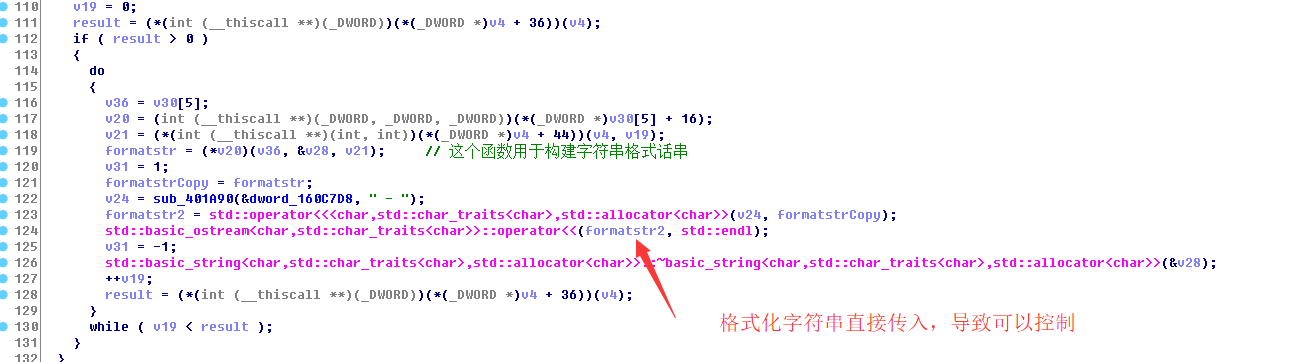 110 v19 = 0;
111 result = (*(int (__thiscall **)(_DWORD))(*(_DWORD *)v4 + 36))(v4);
112 if ( result > 0 )
113 {
114 do
115 {
116 v36 = v30[5];
117 v20 = (int (__thiscall **)(_DWORD, _DWORD, _DWORD))(*(_DWORD *)v30[5] + 16);
118 v21 = (*(int (__thiscall **)(int, int))(*(_DWORD *)v4 + 44))(v4, v19);
119 formatstr = (*v20)(v36, &v28, v21); // 这个函数用于构建字符串格式话串
120 v31 = 1;
121 formatstrCopy = formatstr;
122 v24 = sub_401A90(&dword_160C7D8, " - ");
123 formatstr2 = std::operator<<<char,std::char_traits<char>,std::allocator<char>>(v24, formatstrCopy);
124 std::basic_ostream<char,std::char_traits<char>>::operator<<(formatstr2, std::endl);
125 v31 = -1;
126 std::basic_string<char,std::char_traits<char>,std::allocator<char>>::~basic_string<char,std::char_traits<char>,std::allocator<char>>(&v28);
127 ++v19;
128 result = (*(int (__thiscall **)(_DWORD))(*(_DWORD *)v4 + 36))(v4);
129 }
130 while ( v19 < result );
131 }
132 }
格式化字符串直接传入，导致可以控制